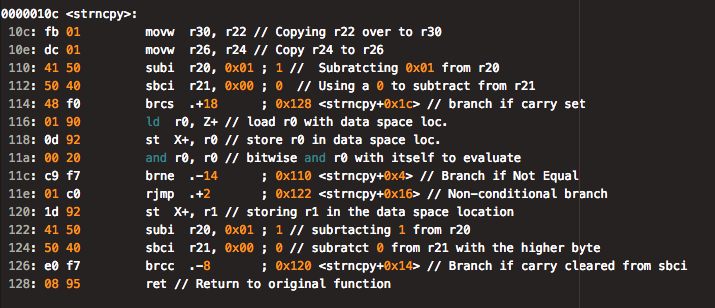 0000010c <strncpy>:
10c: fb 01 movw r30, r22 // Copying r22 over to r30
10e: dc 01 movw r26, r24 // Copy r24 to r26
110: 41 50 subi r20, 0x01 ; 1 // Subratcting 0x01 from r20
112: 50 40 sbci r21, 0x00 ; 0 // Using a 0 to subtract from r21
114: 48 f0 brcs .+18 ; 0x128 <strncpy+0x1c> // branch if carry set
116: 01 90 ld r0, Z+ // load r0 with data space loc.
118: 0d 92 st X+, r0 // store r0 in data space loc.
11a: 00 20 and r0, r0 // bitwise and r0 with itself to evaluate
11c: c9 f7 brne .-14 ; 0x110 <strncpy+0x4> // Branch if Not Equal
11e: 01 c0 rjmp .+2 ; 0x122 <strncpy+0x16> // Non-conditional branch
120: 1d 92 st X+, r1 // storing r1 in the data space location
122: 41 50 subi r20, 0x01 ; 1 // subrtacting 1 from r20
124: 50 40 sbci r21, 0x00 ; 0 // subratct 0 from r21 with the higher byte
126: e0 f7 brcc .-8 ; 0x120 <strncpy+0x14> // Branch if carry cleared from sbci
128: 08 95 ret // Return to original function